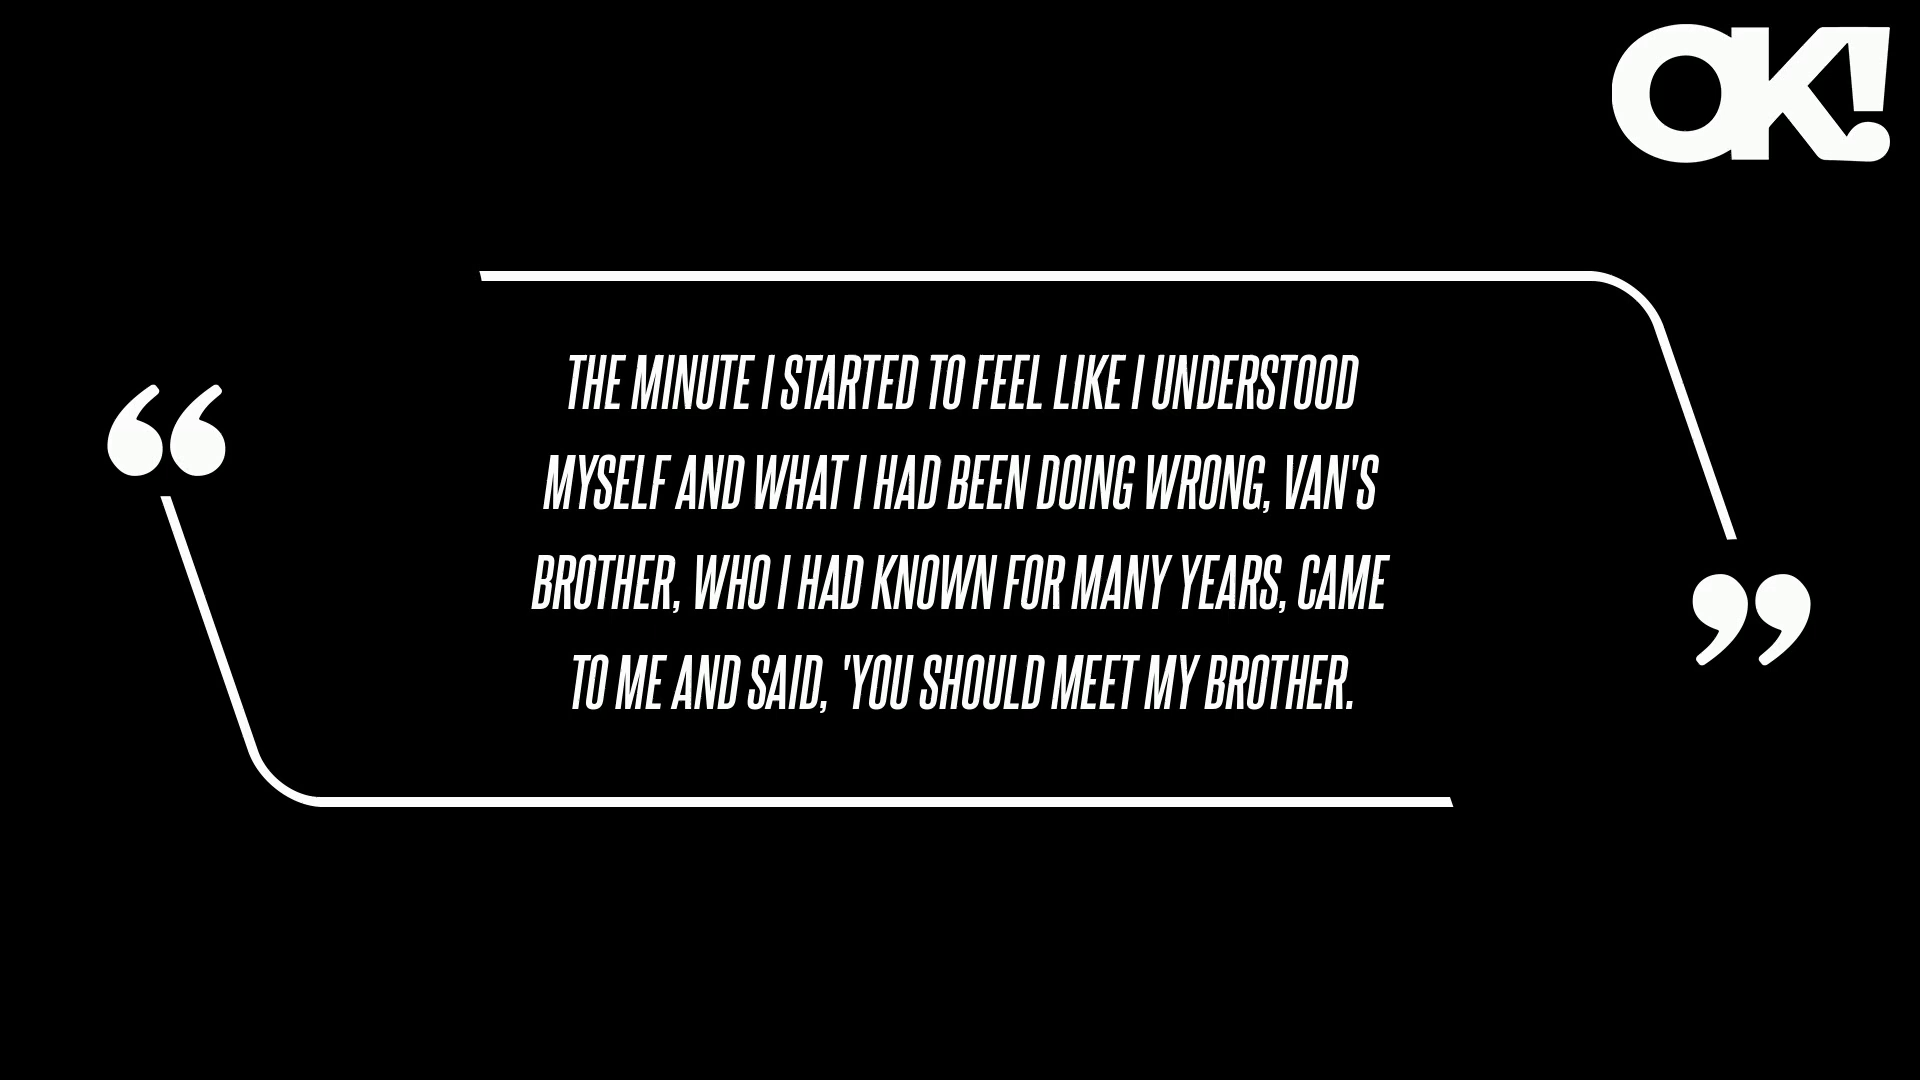 OK!
“
THE MINUTE I STARTED TO FEEL LIKE I UNDERSTOOD
MYSELF AND WHAT I HAD BEEN DOING WRONG, VAN'S
BROTHER, WHO I HAD KNOWN FOR MANY YEARS, CAME
TO ME AND SAID, 'YOU SHOULD MEET MY BROTHER.
”